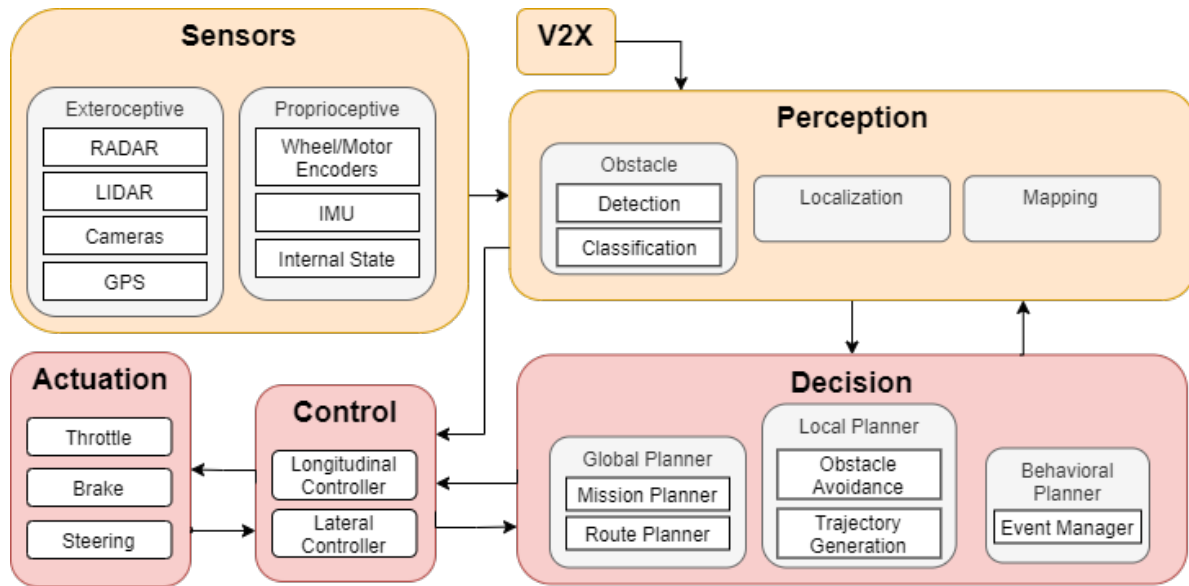 Sensors
Exteroceptive
RADAR
LIDAR
Cameras
GPS
Proprioceptive
Wheel/Motor
Encoders
IMU
Internal State
V2X
Perception
Obstacle
Detection
Classification
Localization
Mapping
Actuation
Throttle
Brake
Steering
Control
Longitudinal
Controller
Lateral
Controller
Decision
Global Planner
Mission Planner
Route Planner
Local Planner
Obstacle
Avoidance
Trajectory
Generation
Behavioral
Planner
Event Manager